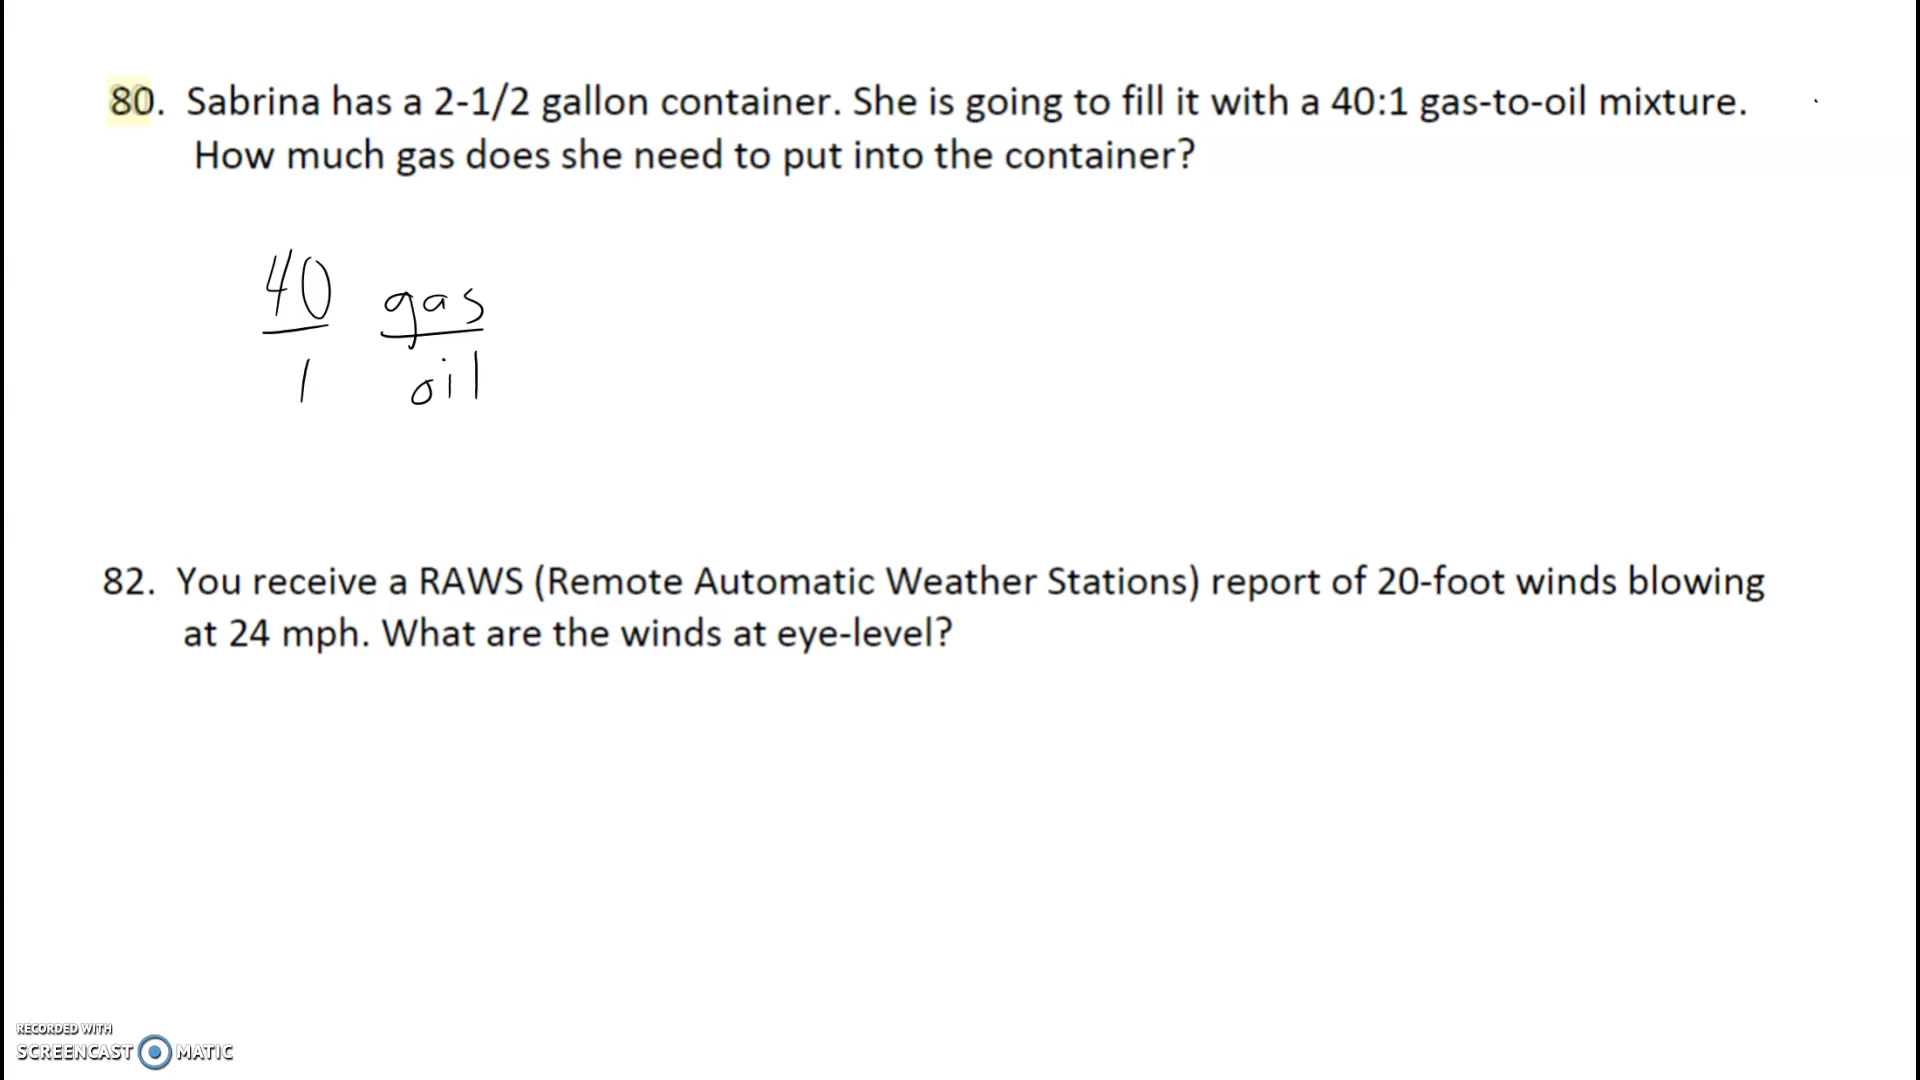 80. Sabrina has a 2-1/2 gallon container. She is going to fill it with a 40:1 gas-to-oil mixture.
How much gas does she need to put into the container?
40 gas
1 oil
82. You receive a RAWS (Remote Automatic Weather Stations) report of 20-foot winds blowing
at 24 mph. What are the winds at eye-level?
RECORDED WITH
SCREENCAST MATIC